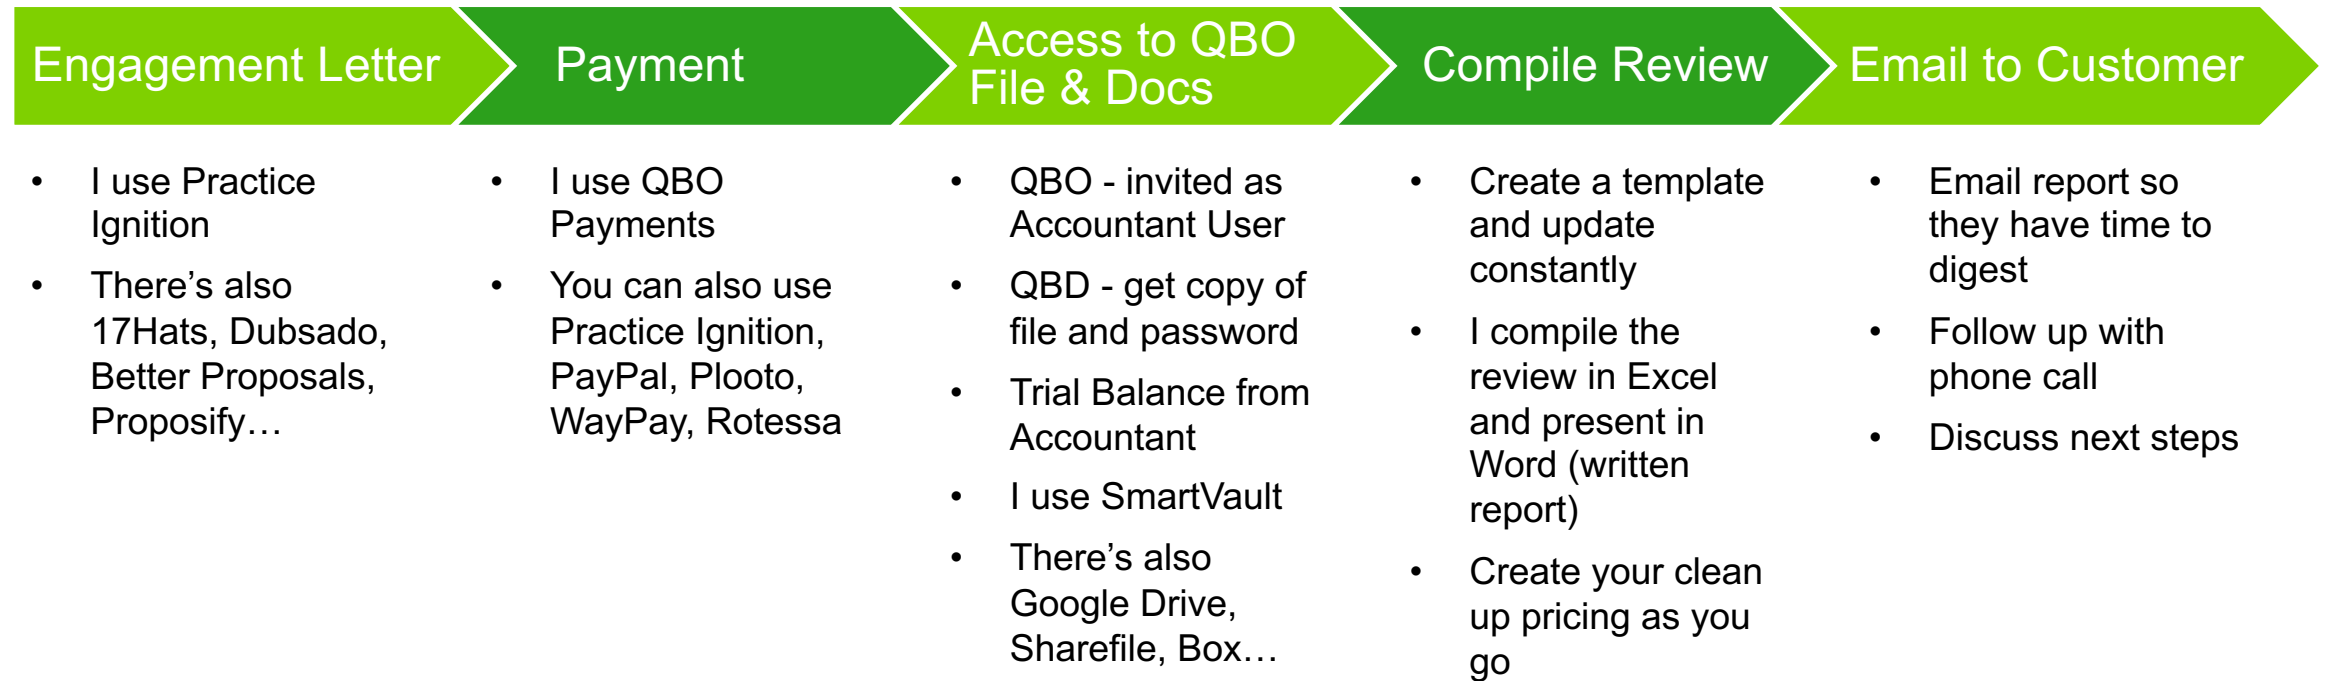 Engagement Letter
Payment
Access to QBO
File & Docs
Compile Review
Email to Customer
• I use Practice
Ignition
• There’s also
17Hats, Dubsado,
Better Proposals,
Proposify…
• I use QBO
Payments
• You can also use
Practice Ignition,
PayPal, Plooto,
WayPay, Rotessa
• QBO - invited as
Accountant User
• QBD - get copy of
file and password
• Trial Balance from
Accountant
• I use SmartVault
• There’s also
Google Drive,
Sharefile, Box…
• Create a template
and update
constantly
• I compile the
review in Excel
and present in
Word (written
report)
• Create your clean
up pricing as you
go
• Email report so
they have time to
digest
• Follow up with
phone call
• Discuss next steps